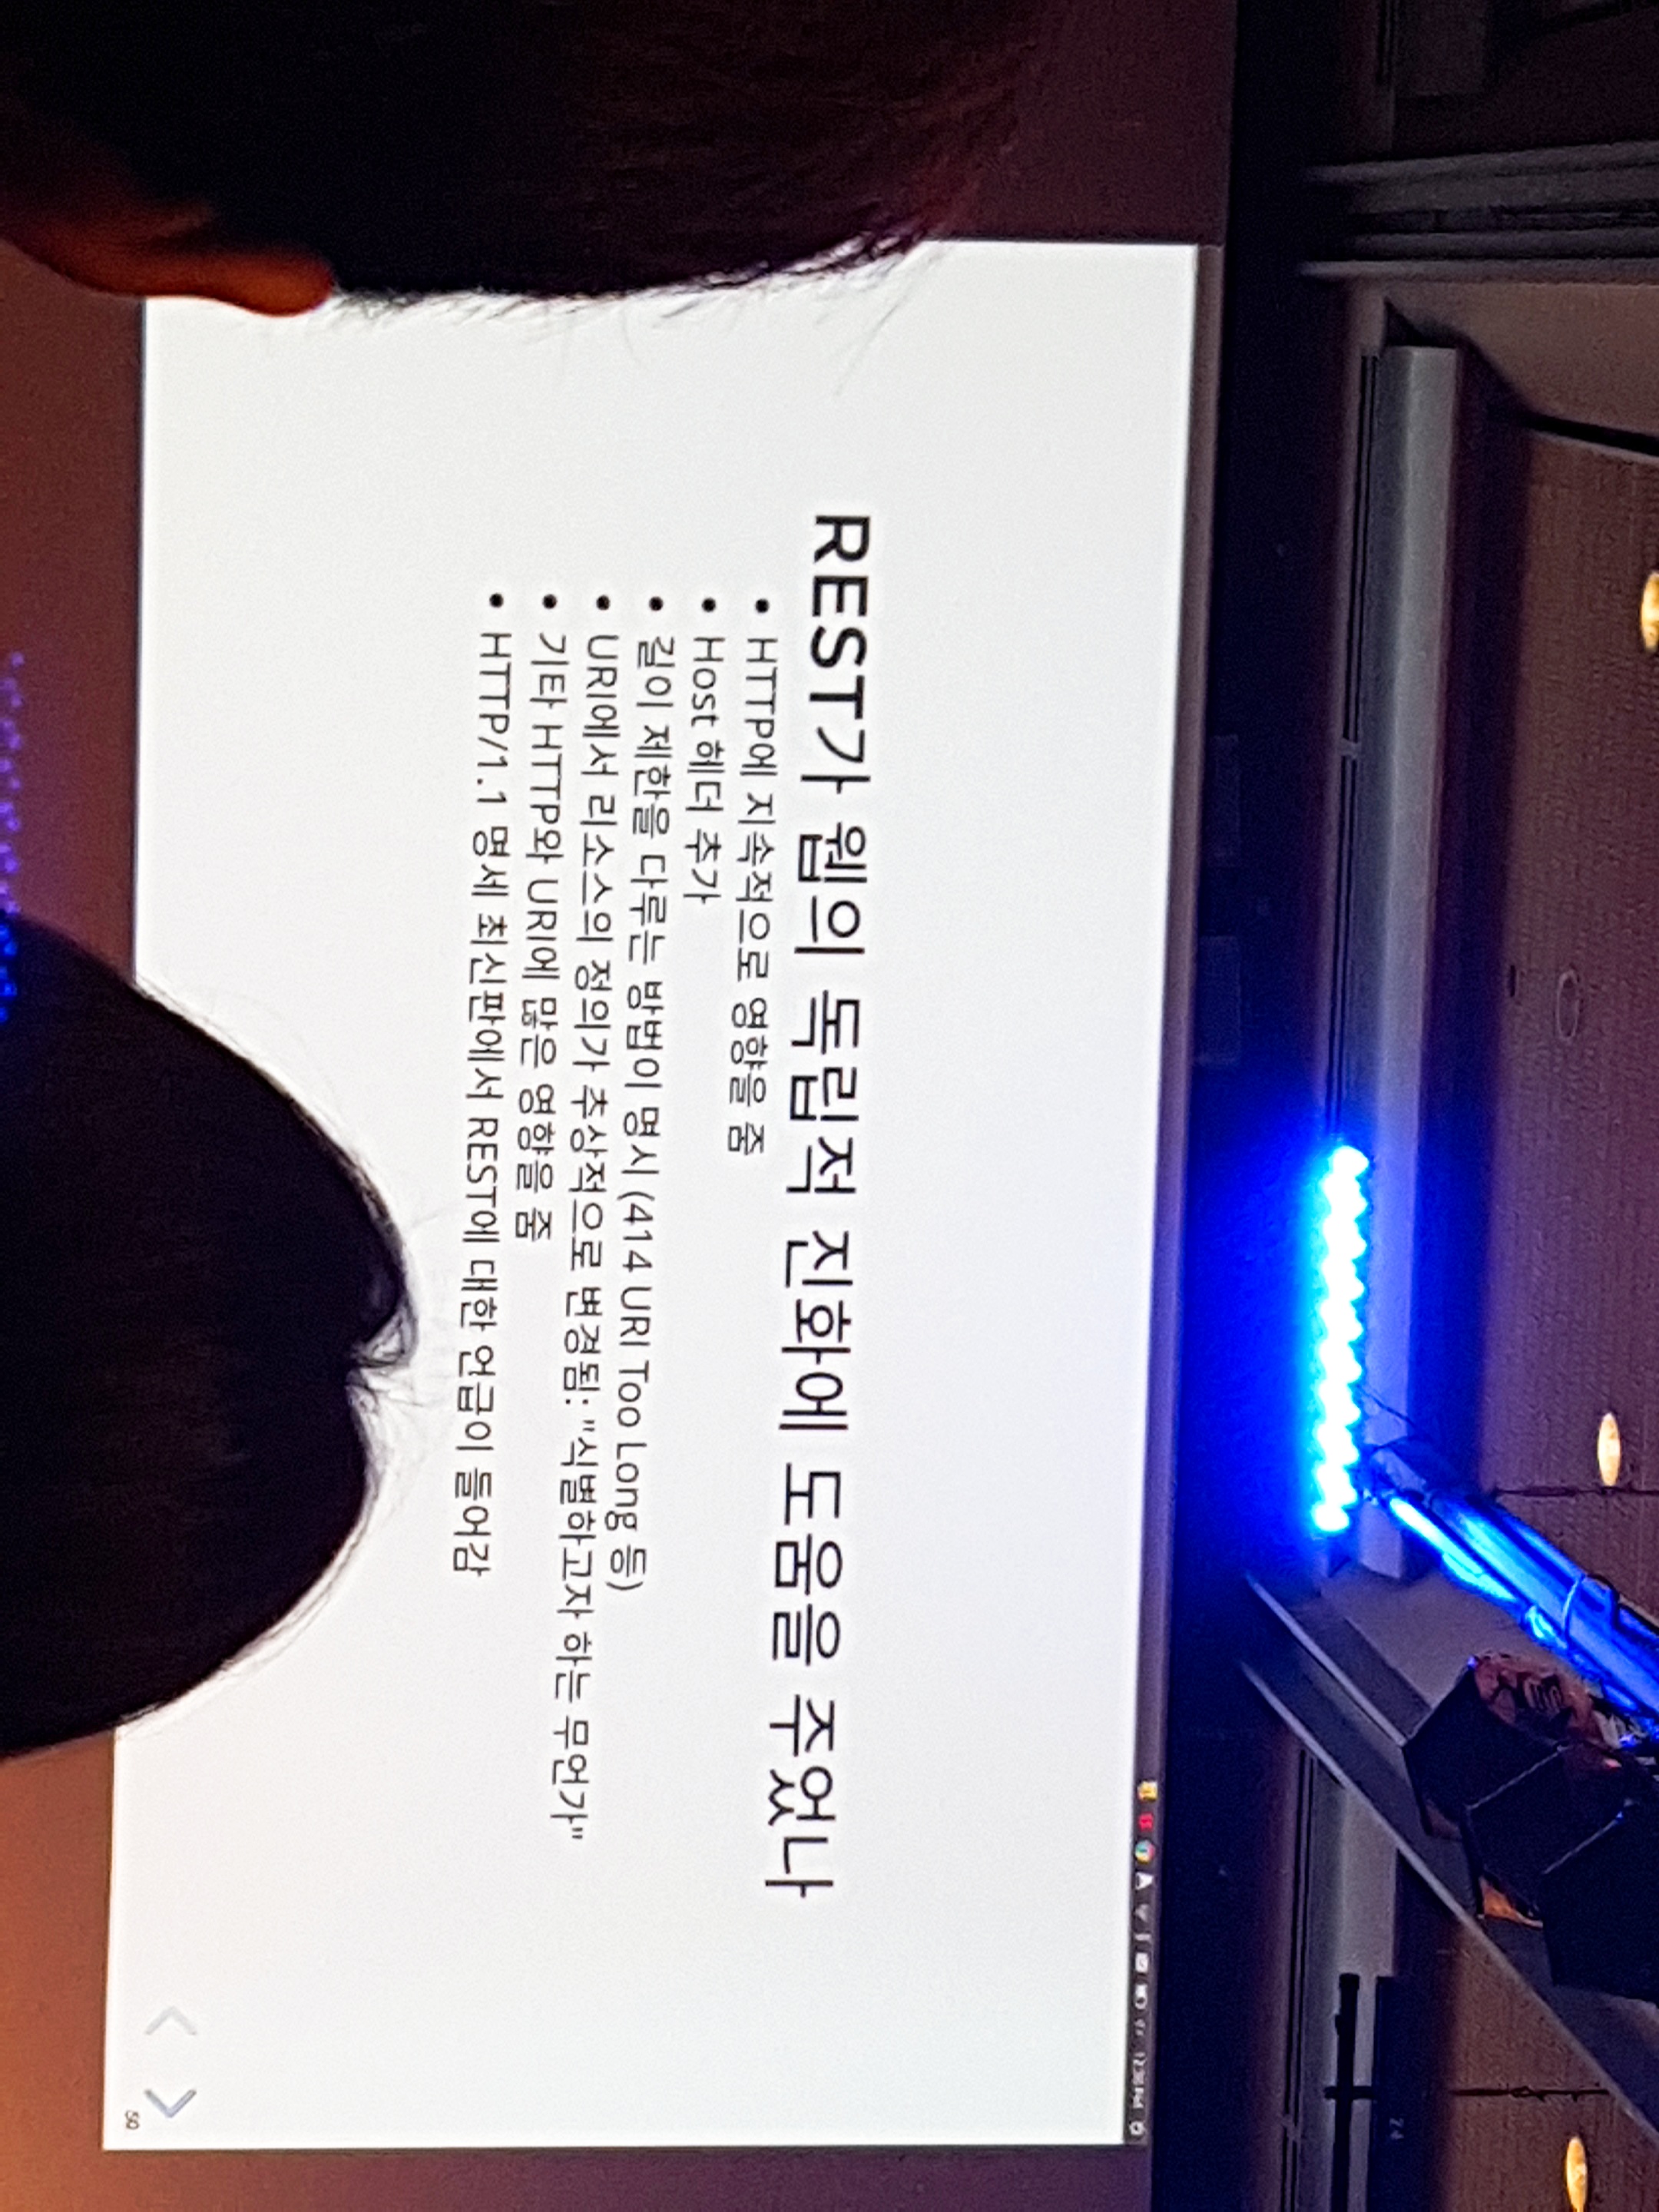 24
12:36 PM
REST가 웹의 독립적 진화에 도움을 주었나
• HTTP에 지속적으로 영향을 줌
• Host 헤더 추가
• 길이 제한을 다루는 방법이 명시 (414 URI Too Long 등)
• URI에서 리소스의 정의가 추상적으로 변경됨: "식별하고자 하는 무언가"
• 기타 HTTP와 URI에 많은 영향을 줌
• HTTP/1.1 명세 최신판에서 REST에 대한 언급이 들어감